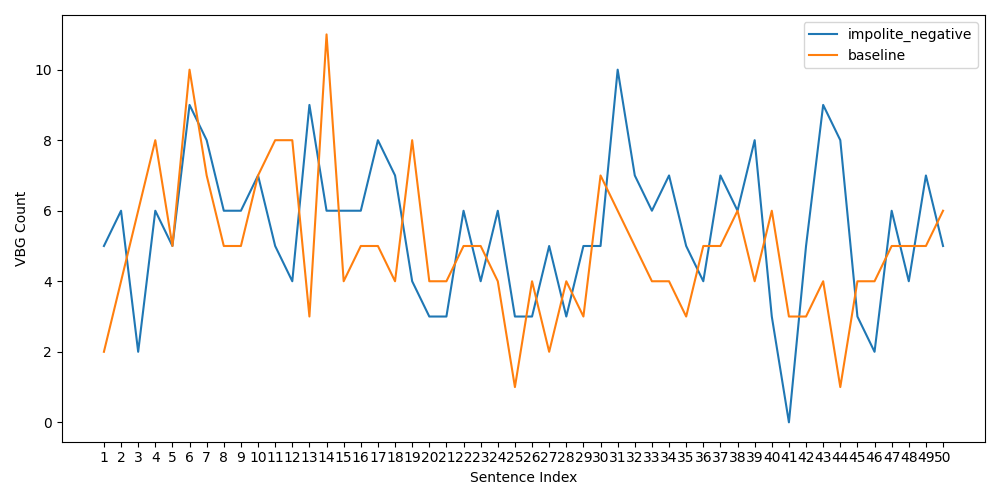 impolite_negative
baseline
VBG Count
10
8
6
4
2
0
1 2 3 4 5 6 7 8 9 10 11 12 13 14 15 16 17 18 19 20 21 22 23 24 25 26 27 28 29 30 31 32 33 34 35 36 37 38 39 40 41 42 43 44 45 46 47 48 49 50
Sentence Index